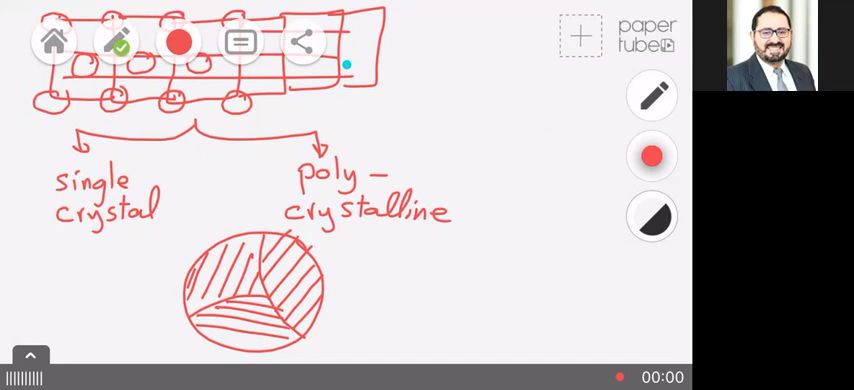 paper
tube
single
crystal
poly -
crystalline
00:00